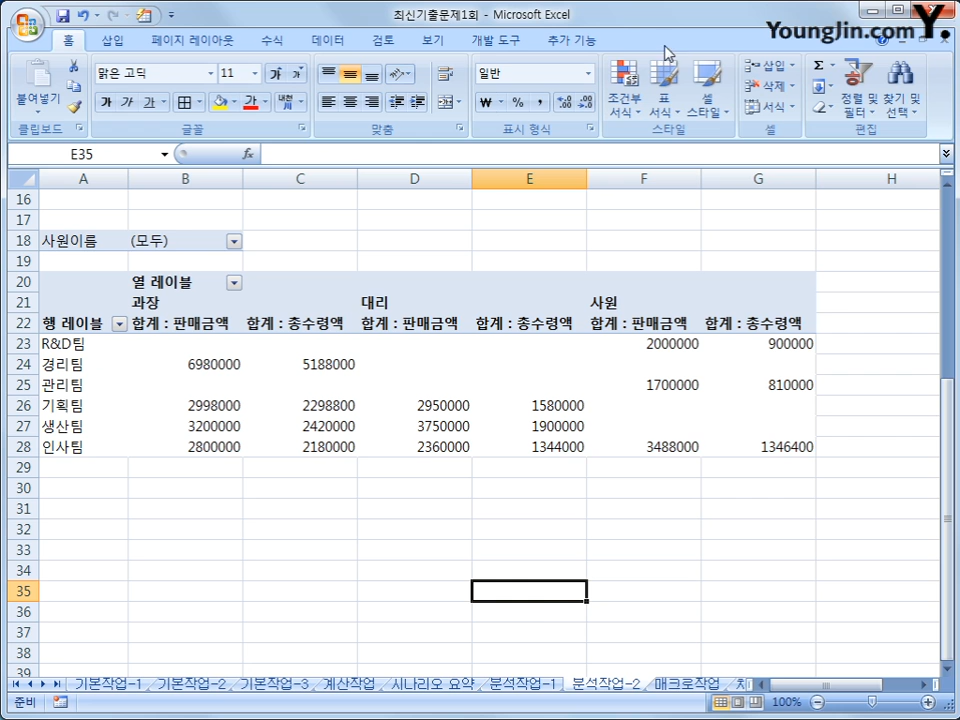 최신기출문제1회 - Microsoft Excel
YoungJin.com Y.
홈 삽입 페이지 레이아웃 수식 데이터 검토 보기 개발 도구 추가 기능
붙여넣기
맑은 고딕 11
가 가
가 가 가 가 내천
일반
₩ % ,
조건부 서식
표 서식
셀 스타일
삽입
삭제
서식
Σ
정렬 및 필터
찾기 및 선택
클립보드 글꼴 맞춤 표시 형식 스타일 셀 편집
E35 fx
A B C D E F G H
16
17
18 사원이름 (모두)
19
20 열 레이블
21 과장 대리 사원
22 행 레이블 합계 : 판매금액 합계 : 총수령액 합계 : 판매금액 합계 : 총수령액 합계 : 판매금액 합계 : 총수령액
23 R&D팀 2000000 900000
24 경리팀 6980000 5188000
25 관리팀 1700000 810000
26 기획팀 2998000 2298800 2950000 1580000
27 생산팀 3200000 2420000 3750000 1900000
28 인사팀 2800000 2180000 2360000 1344000 3488000 1346400
29
30
31
32
33
34
35
36
37
38
39
기본작업-1 기본작업-2 기본작업-3 계산작업 시나리오 요약 분석작업-1 분석작업-2 매크로작업
준비 100%